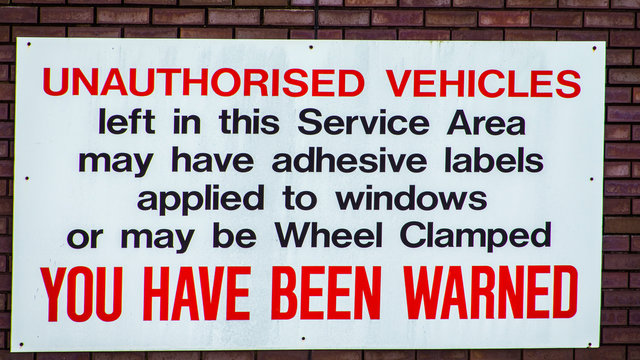 UNAUTHORISED VEHICLES
left in this Service Area
may have adhesive labels
applied to windows
or may be Wheel Clamped
YOU HAVE BEEN WARNED